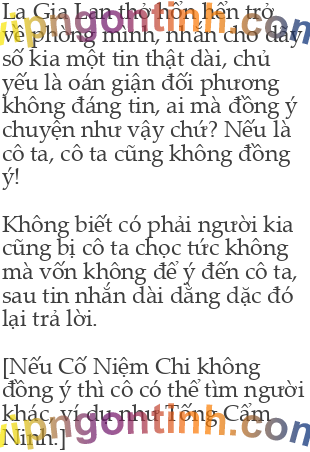 La Gia Lan thở hổn hển trở
về phòng mình, nhắn cho dãy
số kia một tin thật dài, chủ
yếu là oán giận đối phương
không đáng tin, ai mà đồng ý
chuyện như vậy chứ? Nếu là
cô ta, cô ta cũng không đồng
ý!
Không biết có phải người kia
cũng bị cô ta chọc tức không
mà vốn không để ý đến cô ta,
sau tin nhắn dài dằng dặc đó
lại trả lời.
[Nếu Cố Niệm Chi không
đồng ý thì cô có thể tìm người
khác, ví dụ như Tống Cẩm
Ninh.]
vipngontinh.com
vipngontinh.com